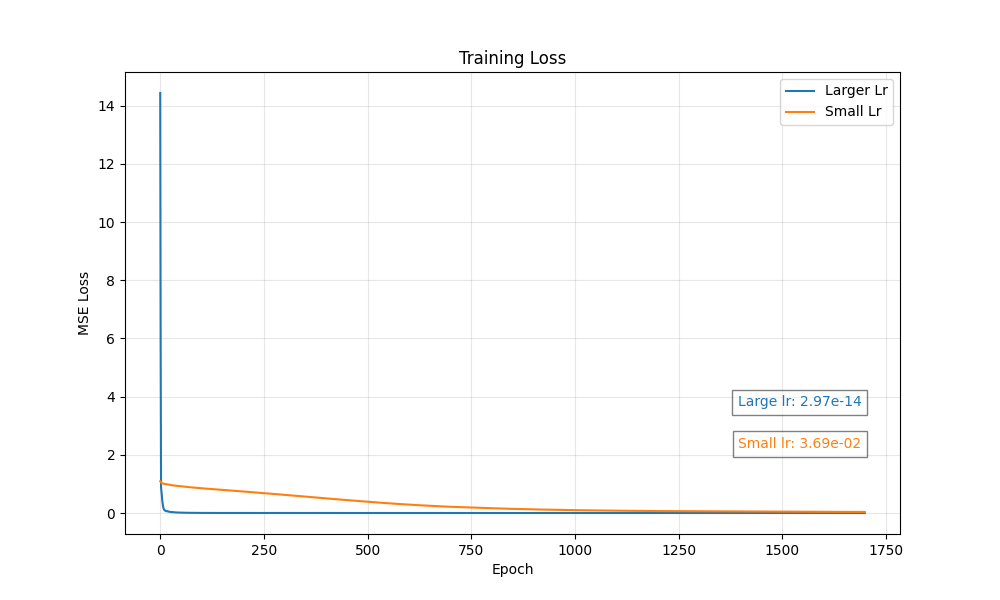 Training Loss
Larger Lr
Small Lr
MSE Loss
14
12
10
8
6
4
2
0
Large lr: 2.97e-14
Small lr: 3.69e-02
0 250 500 750 1000 1250 1500 1750
Epoch